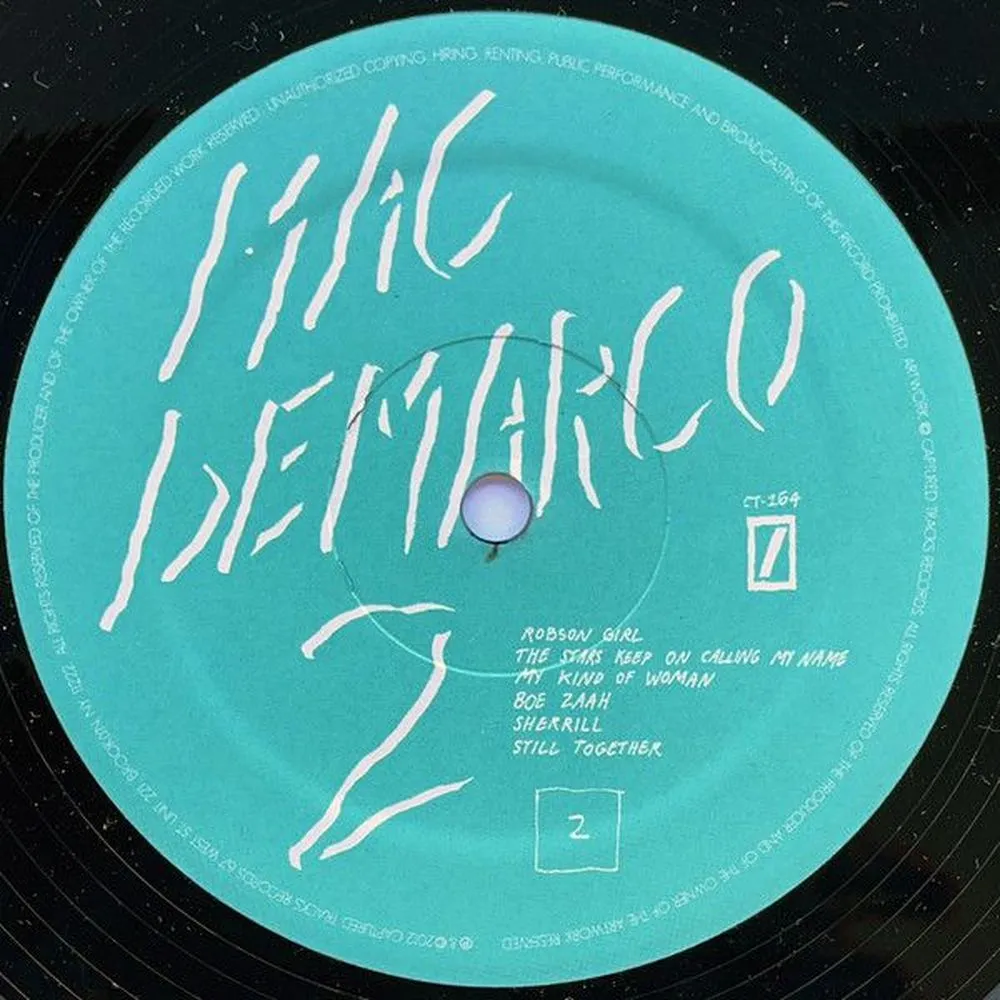 MAC
DEMARCO
2
CT-164
ROBSON GIRL
THE STARS KEEP ON CALLING MY NAME
MY KIND OF WOMAN
BOE ZAAH
SHERRILL
STILL TOGETHER
2
ALL RIGHTS RESERVED OF THE PRODUCER AND OF THE OWNER OF THE RECORDED WORK RESERVED. UNAUTHORIZED COPYING, HIRING, RENTING, PUBLIC PERFORMANCE AND BROADCASTING OF THIS RECORD PROHIBITED. ARTWORK © CAPTURED TRACKS RECORDS. ALL RIGHTS RESERVED OF THE PRODUCER AND OF THE OWNER OF THE ARTWORK RESERVED.
℗ & © 2012 CAPTURED TRACKS RECORDS 67 WEST ST. UNIT 221, BROOKLYN NY 11222